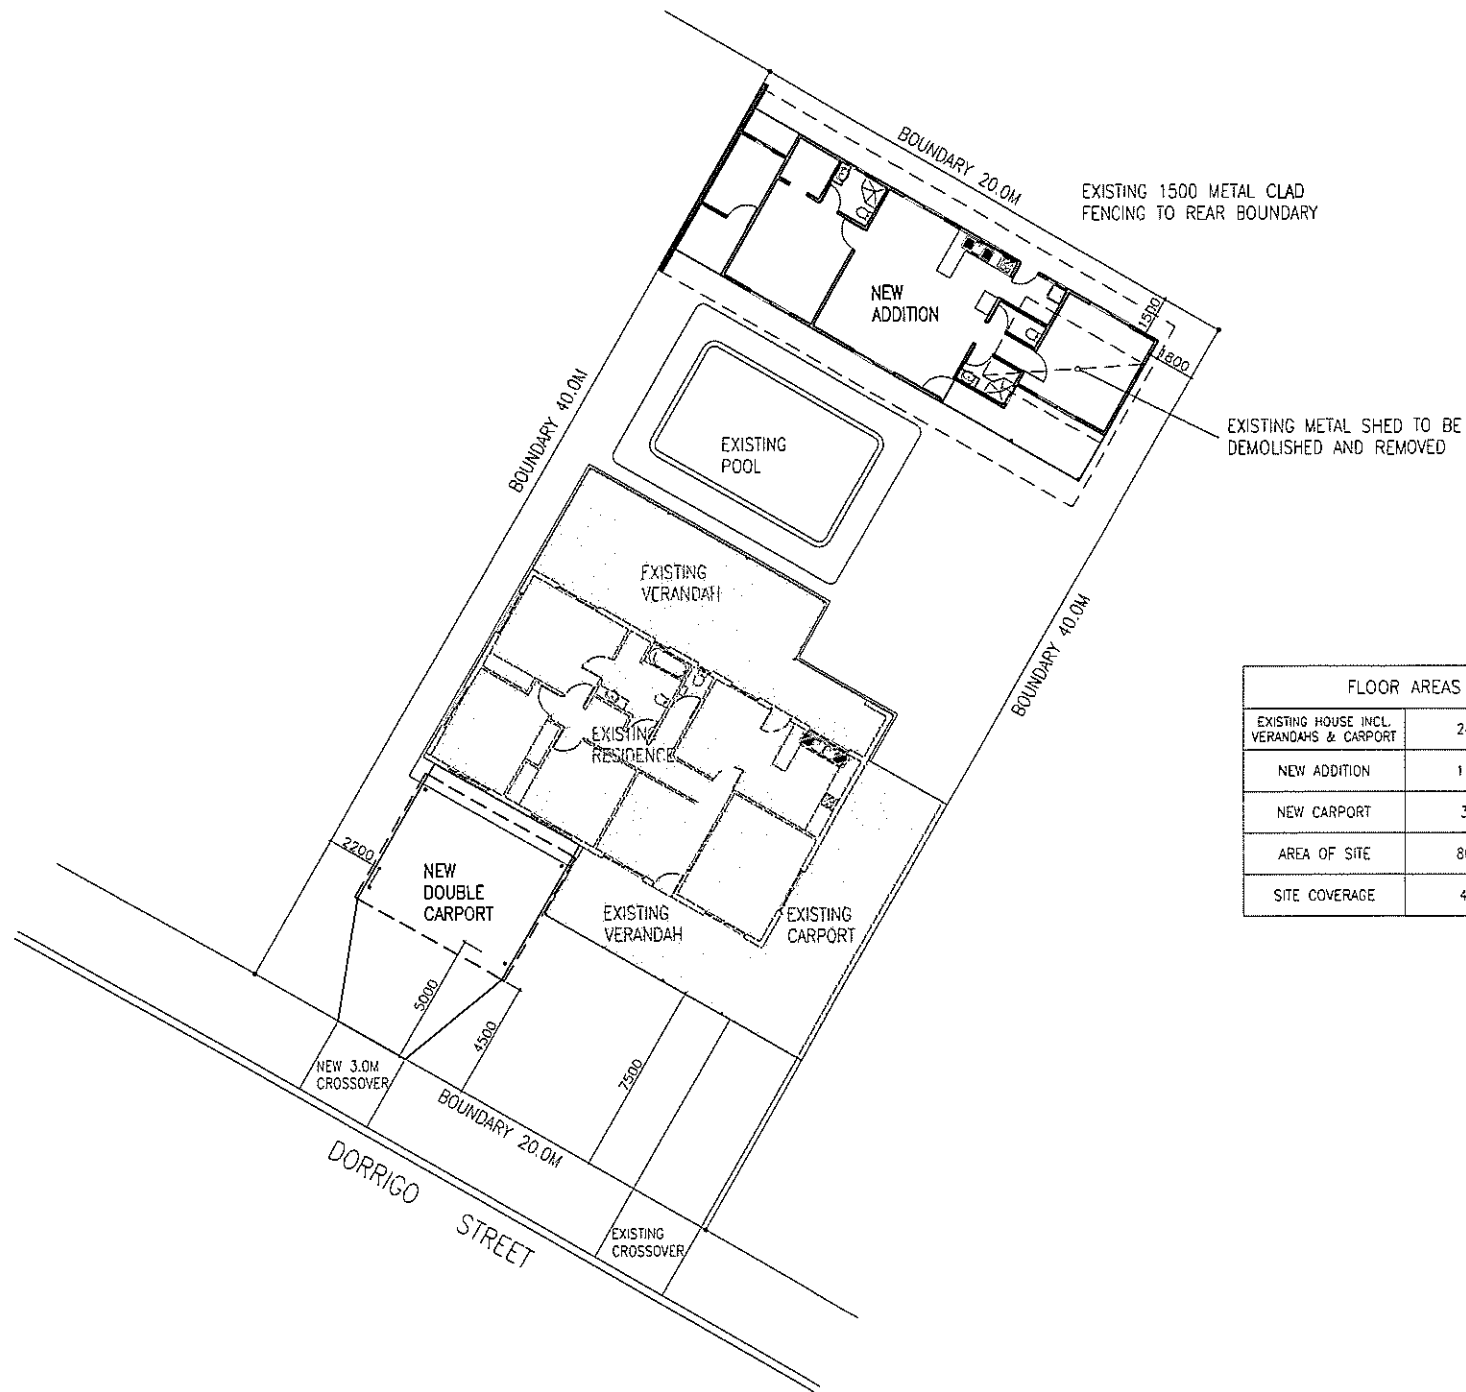 BOUNDARY 20.0M
EXISTING 1500 METAL CLAD
FENCING TO REAR BOUNDARY
NEW
ADDITION
1500
1800
BOUNDARY 40.0M
EXISTING METAL SHED TO BE
DEMOLISHED AND REMOVED
EXISTING
POOL
EXISTING
VERANDAH
BOUNDARY 40.0M
FLOOR AREAS
EXISTING HOUSE INCL.
VERANDAHS & CARPORT
NEW ADDITION
NEW CARPORT
AREA OF SITE
SITE COVERAGE
EXISTING
RESIDENCE
2200
NEW
DOUBLE
CARPORT
EXISTING
VERANDAH
EXISTING
CARPORT
5000
4500
7500
NEW 3.0M
CROSSOVER
BOUNDARY 20.0M
DORRIGO STREET
EXISTING
CROSSOVER